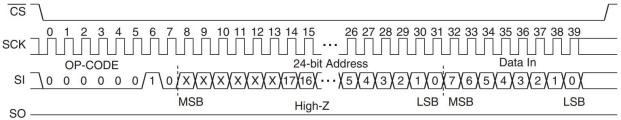 CS
0 1 2 3 4 5 6 7 8 9 10 11 12 13 14 15 ... 26 27 28 29 30 31 32 33 34 35 36 37 38 39
SCK
OP-CODE 24-bit Address Data In
SI 0 0 0 0 0 0 1 0 X X X X X X 17 16 ... 5 4 3 2 1 0 7 6 5 4 3 2 1 0
MSB LSB MSB LSB
High-Z
SO